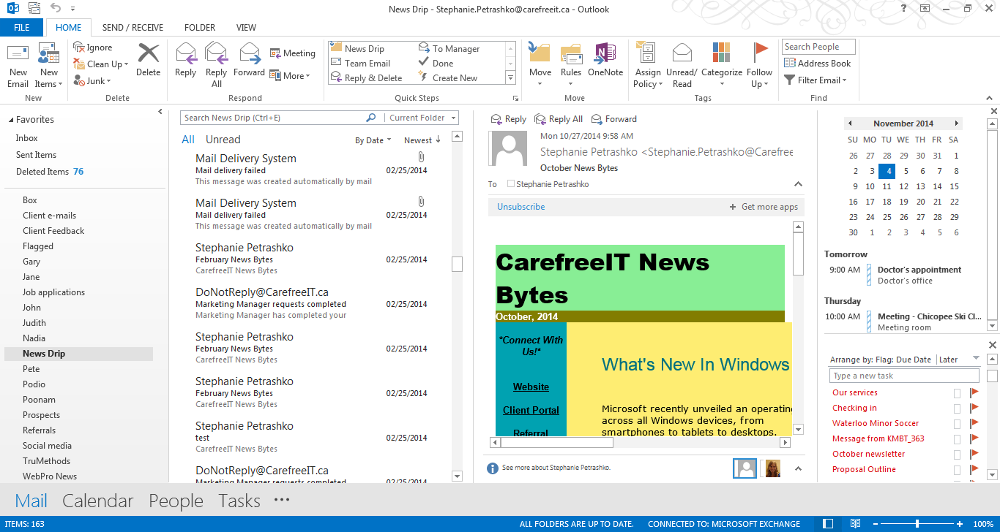 News Drip - Stephanie.Petrashko@carefreeit.ca - Outlook
FILE HOME SEND / RECEIVE FOLDER VIEW
New Email
New Items
New
Ignore
Clean Up
Junk
Delete
Delete
Reply
Reply All
Forward
Meeting
More
Respond
News Drip
Team Email
Reply & Delete
To Manager
Done
Create New
Quick Steps
Move
Rules
OneNote
Move
Assign Policy
Unread/ Read
Categorize
Follow Up
Tags
Search People
Address Book
Filter Email
Find
Favorites
Inbox
Sent Items
Deleted Items 76
Box
Client e-mails
Client Feedback
Flagged
Gary
Jane
Job applications
John
Judith
Nadia
News Drip
Pete
Podio
Poonam
Prospects
Referrals
Social media
TruMethods
WebPro News
Search News Drip (Ctrl+E) Current Folder
All Unread By Date Newest
Mail Delivery System
Mail delivery failed 02/25/2014
This message was created automatically by mail
Mail Delivery System
Mail delivery failed 02/25/2014
This message was created automatically by mail
Stephanie Petrashko
February News Bytes 02/25/2014
CarefreeIT News Bytes
DoNotReply@CarefreeIT.ca
Marketing Manager requests completed 02/25/2014
Marketing Manager has completed your
Stephanie Petrashko
February News Bytes 02/25/2014
CarefreeIT News Bytes
Stephanie Petrashko
February News Bytes 02/25/2014
CarefreeIT News Bytes
Stephanie Petrashko
test 02/25/2014
CarefreeIT News Bytes
DoNotReply@CarefreeIT.ca
Marketing Manager requests completed 02/25/2014
Reply Reply All Forward
Mon 10/27/2014 9:58 AM
Stephanie Petrashko <Stephanie.Petrashko@Carefree
October News Bytes
To Stephanie Petrashko
Unsubscribe + Get more apps
CarefreeIT News
Bytes
October, 2014
*Connect With
Us!*
Website
Client Portal
Referral
What's New In Windows
Microsoft recently unveiled an operating
across all Windows devices, from
smartphones to tablets to desktops.
See more about Stephanie Petrashko.
November 2014
SU MO TU WE TH FR SA
26 27 28 29 30 31 1
2 3 4 5 6 7 8
9 10 11 12 13 14 15
16 17 18 19 20 21 22
23 24 25 26 27 28 29
30 1 2 3 4 5 6
Tomorrow
9:00 AM Doctor's appointment
Doctor's office
Thursday
10:00 AM Meeting - Chicopee Ski Cl...
Meeting room
Arrange by: Flag: Due Date Later
Type a new task
Our services
Checking in
Waterloo Minor Soccer
Message from KMBT_363
October newsletter
Proposal Outline
Mail Calendar People Tasks ···
ITEMS: 163 ALL FOLDERS ARE UP TO DATE. CONNECTED TO: MICROSOFT EXCHANGE 100%